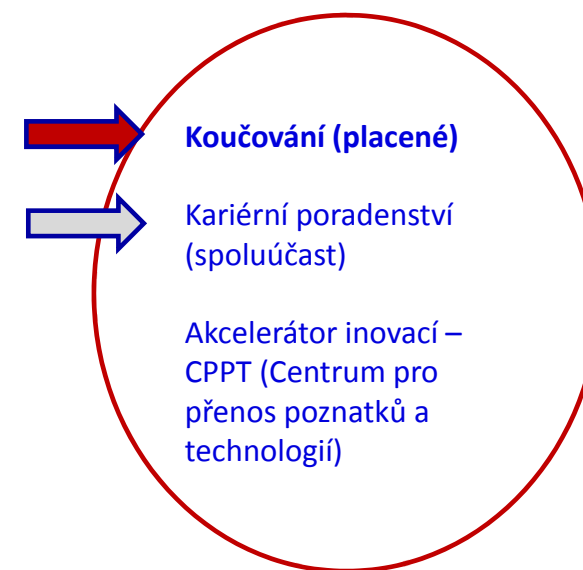 Koučování (placené)
Kariérní poradenství
(spoluúčast)
Akcelerátor inovací –
CPPT (Centrum pro
přenos poznatků a
technologií)